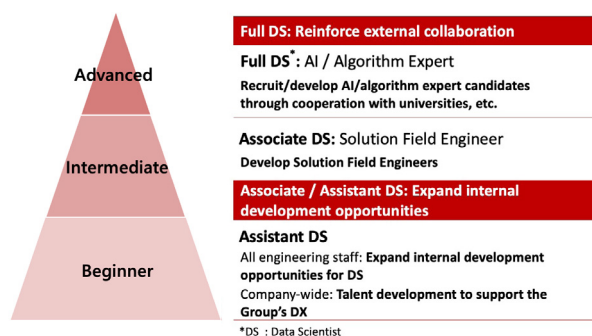 Advanced
Intermediate
Beginner
Full DS: Reinforce external collaboration
Full DS*: AI / Algorithm Expert
Recruit/develop AI/algorithm expert candidates
through cooperation with universities, etc.
Associate DS: Solution Field Engineer
Develop Solution Field Engineers
Associate / Assistant DS: Expand internal
development opportunities
Assistant DS
All engineering staff: Expand internal development
opportunities for DS
Company-wide: Talent development to support the
Group's DX
*DS : Data Scientist